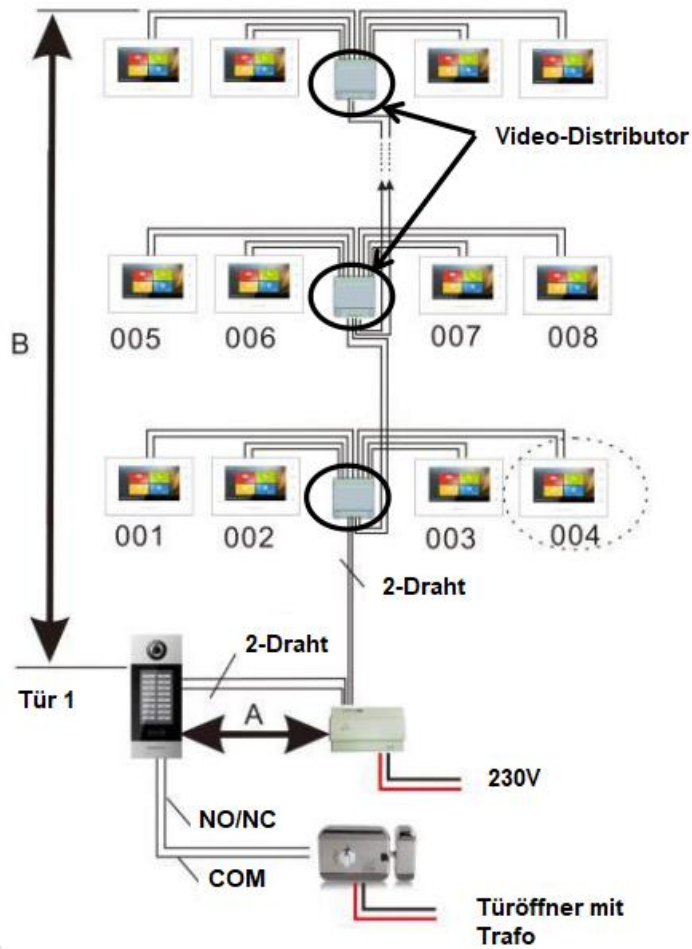 Video-Distributor
B
005
006
007
008
001
002
003
004
2-Draht
2-Draht
Tür 1
A
230V
NO/NC
COM
Türöffner mit
Trafo